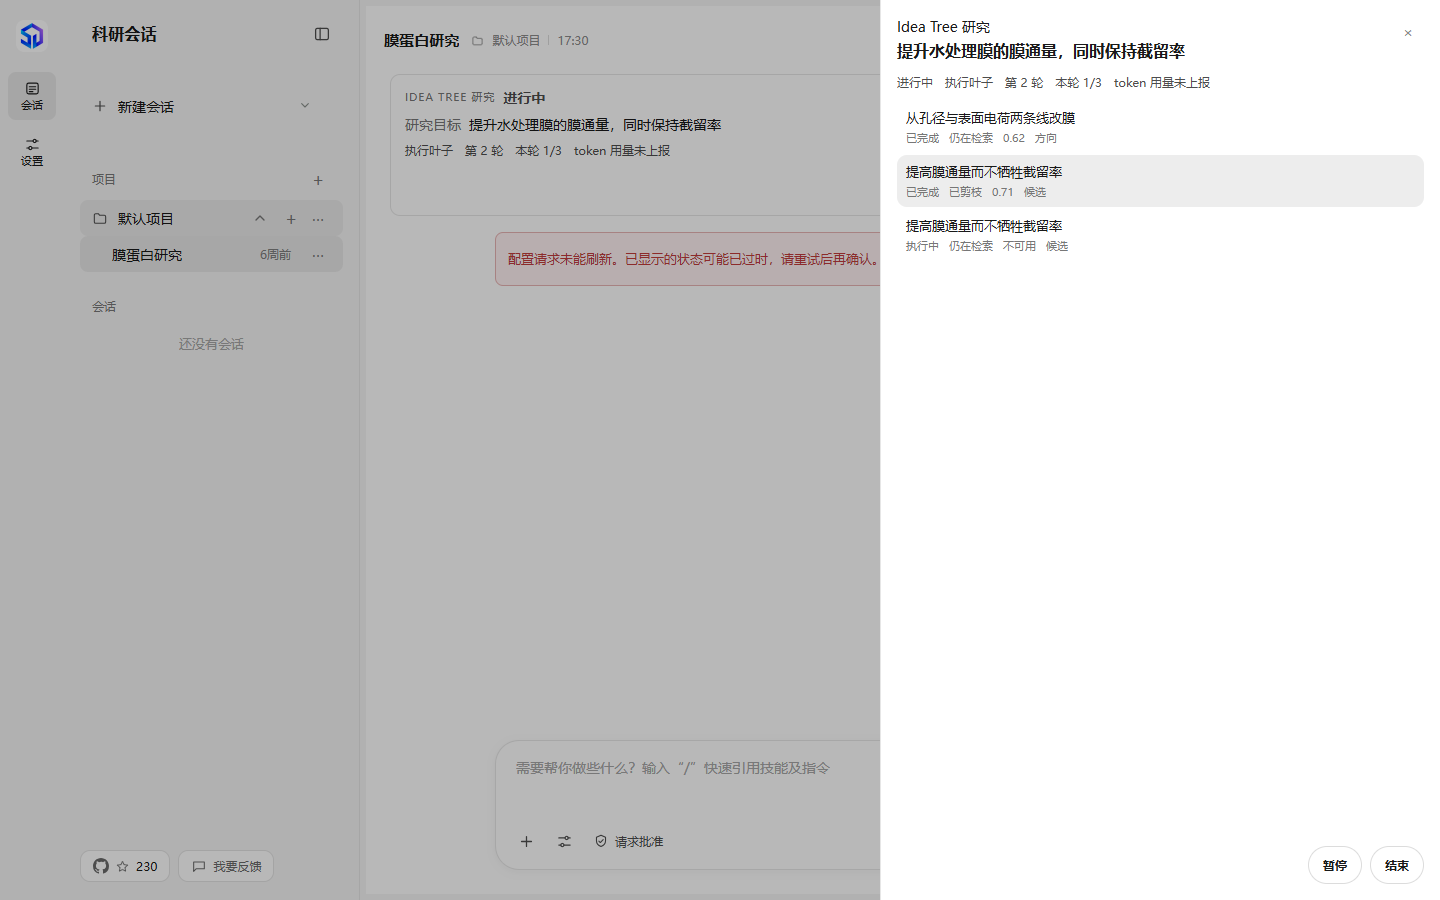 会话
设置
科研会话
新建会话
项目
默认项目
膜蛋白研究 6周前
会话
还没有会话
230
我要反馈
膜蛋白研究 默认项目 17:30
IDEA TREE 研究 进行中
研究目标 提升水处理膜的膜通量，同时保持截留率
执行叶子 第 2 轮 本轮 1/3 token 用量未上报
配置请求未能刷新。已显示的状态可能已过时，请重试后再确认。
需要帮你做些什么？输入“/”快速引用技能及指令
请求批准
Idea Tree 研究
提升水处理膜的膜通量，同时保持截留率
进行中 执行叶子 第 2 轮 本轮 1/3 token 用量未上报
从孔径与表面电荷两条线改膜
已完成 仍在检索 0.62 方向
提高膜通量而不牺牲截留率
已完成 已剪枝 0.71 候选
提高膜通量而不牺牲截留率
执行中 仍在检索 不可用 候选
暂停
结束